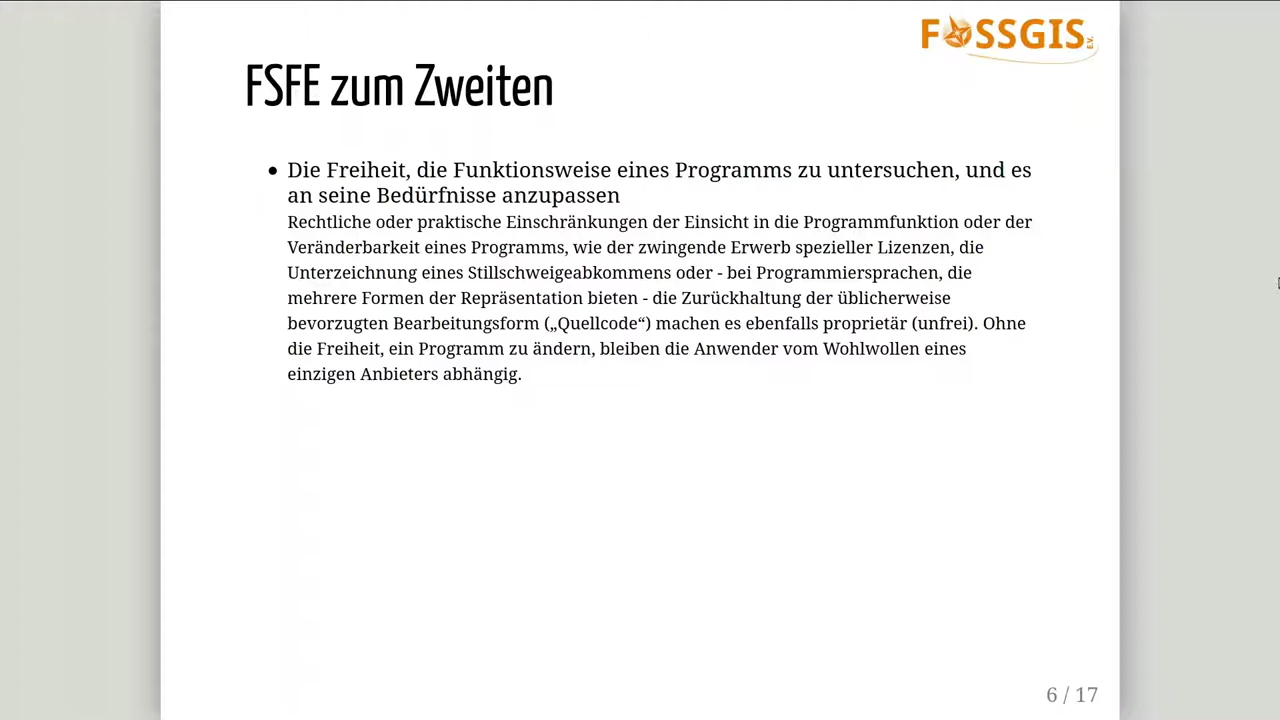 FOSSGIS e.V.
FSFE zum Zweiten
• Die Freiheit, die Funktionsweise eines Programms zu untersuchen, und es
an seine Bedürfnisse anzupassen
Rechtliche oder praktische Einschränkungen der Einsicht in die Programmfunktion oder der
Veränderbarkeit eines Programms, wie der zwingende Erwerb spezieller Lizenzen, die
Unterzeichnung eines Stillschweigeabkommens oder - bei Programmiersprachen, die
mehrere Formen der Repräsentation bieten - die Zurückhaltung der üblicherweise
bevorzugten Bearbeitungsform („Quellcode“) machen es ebenfalls proprietär (unfrei). Ohne
die Freiheit, ein Programm zu ändern, bleiben die Anwender vom Wohlwollen eines
einzigen Anbieters abhängig.
6 / 17